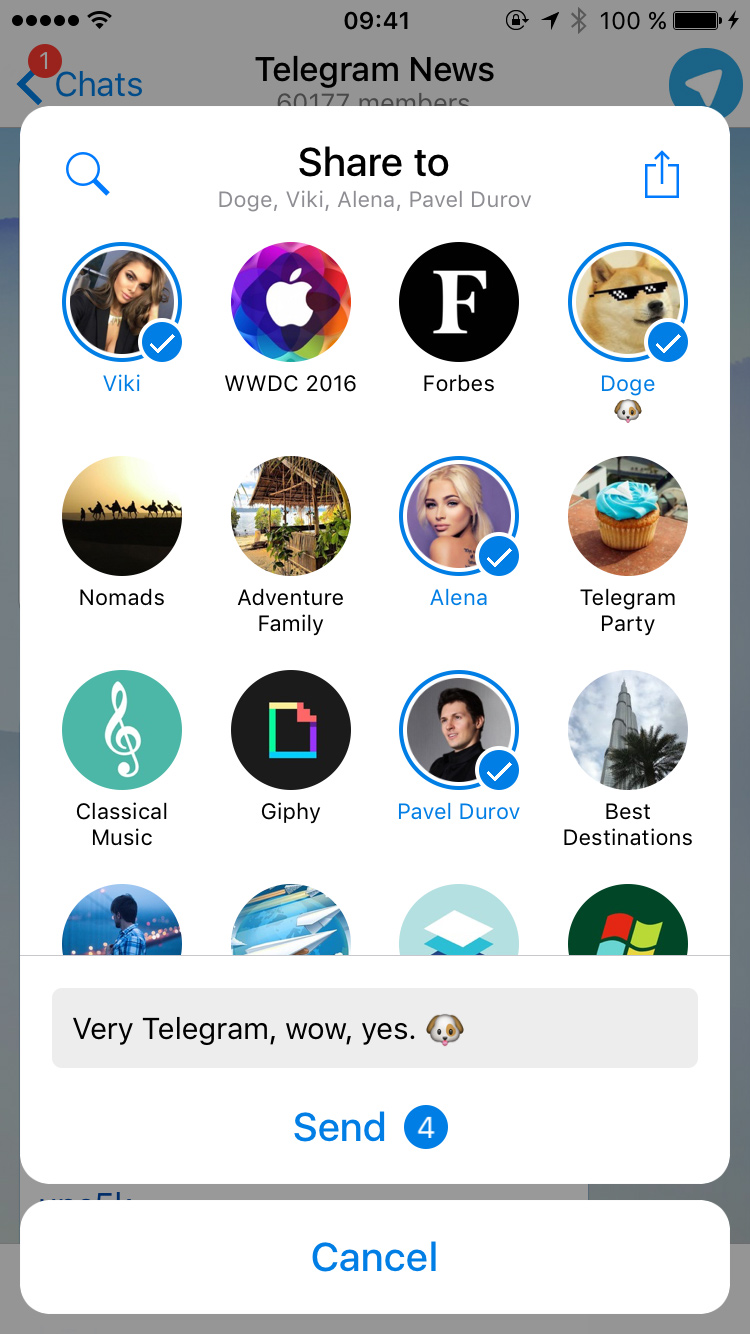 09:41
100 %
1
Chats
Telegram News
60177 members
Share to
Doge, Viki, Alena, Pavel Durov
Viki
WWDC 2016
F
Forbes
Doge
🐶
Nomads
Adventure
Family
Alena
Telegram
Party
Classical
Music
Giphy
Pavel Durov
Best
Destinations
Very Telegram, wow, yes. 🐶
Send 4
Cancel